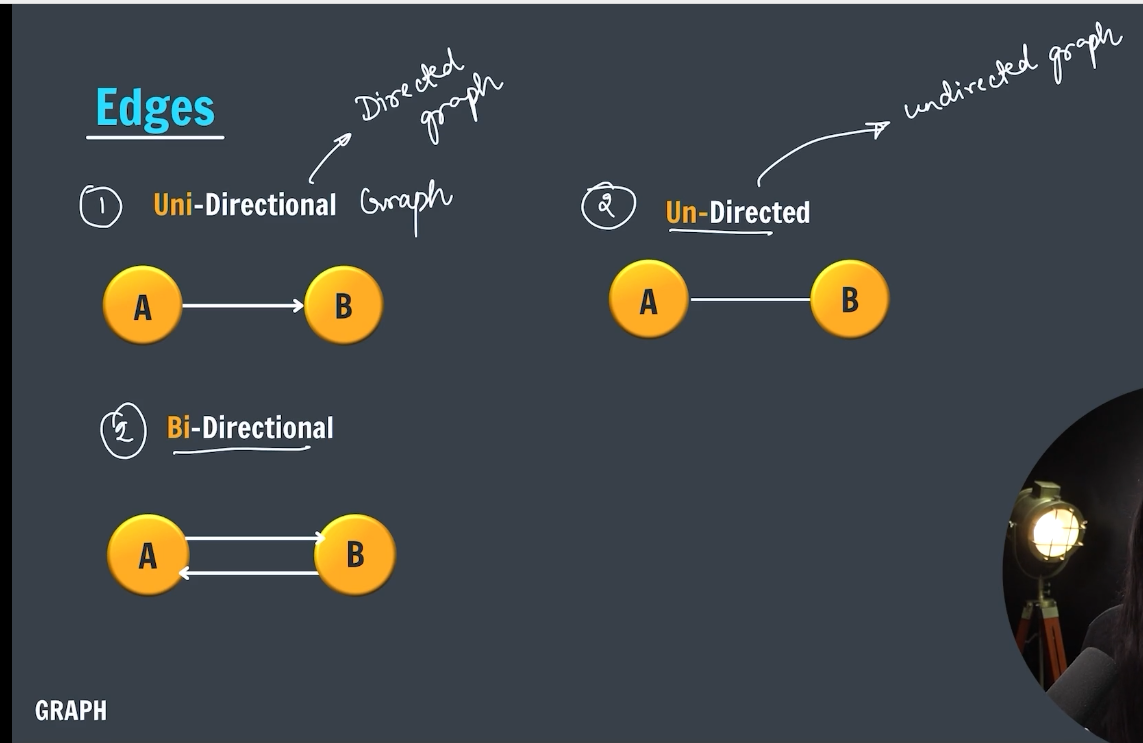 Edges
Directed
graph
undirected graph
1 Uni-Directional Graph
2 Un-Directed
A B
A B
2 Bi-Directional
A B
GRAPH